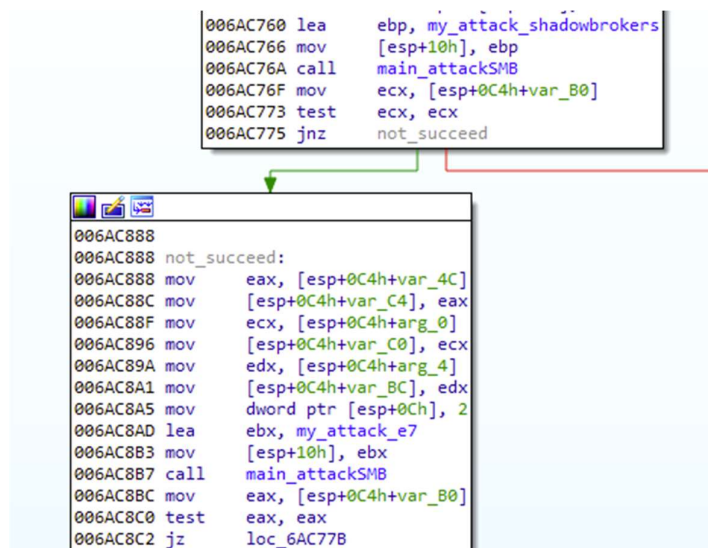 006AC760 lea ebp, my_attack_shadowbrokers
006AC766 mov [esp+10h], ebp
006AC76A call main_attackSMB
006AC76F mov ecx, [esp+0C4h+var_B0]
006AC773 test ecx, ecx
006AC775 jnz not_succeed
006AC888
006AC888 not_succeed:
006AC888 mov eax, [esp+0C4h+var_4C]
006AC88C mov [esp+0C4h+var_C4], eax
006AC88F mov ecx, [esp+0C4h+arg_0]
006AC896 mov [esp+0C4h+var_C0], ecx
006AC89A mov edx, [esp+0C4h+arg_4]
006AC8A1 mov [esp+0C4h+var_BC], edx
006AC8A5 mov dword ptr [esp+0Ch], 2
006AC8AD lea ebx, my_attack_e7
006AC8B3 mov [esp+10h], ebx
006AC8B7 call main_attackSMB
006AC8BC mov eax, [esp+0C4h+var_B0]
006AC8C0 test eax, eax
006AC8C2 jz loc_6AC77B